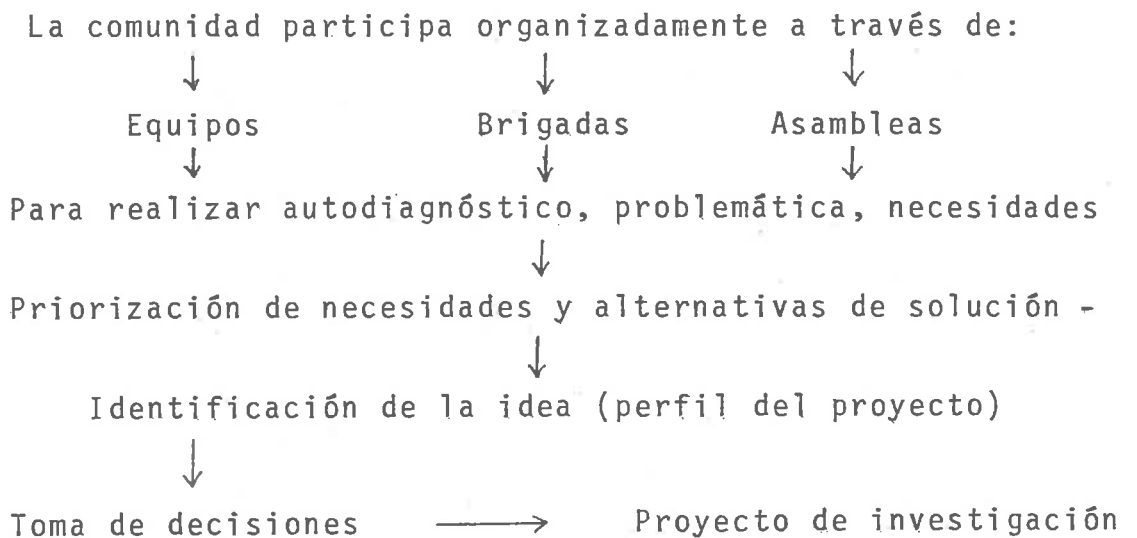 La comunidad participa organizadamente a través de:
Equipos Brigadas Asambleas
Para realizar autodiagnóstico, problemática, necesidades
Priorización de necesidades y alternativas de solución -
Identificación de la idea (perfil del proyecto)
Toma de decisiones Proyecto de investigación